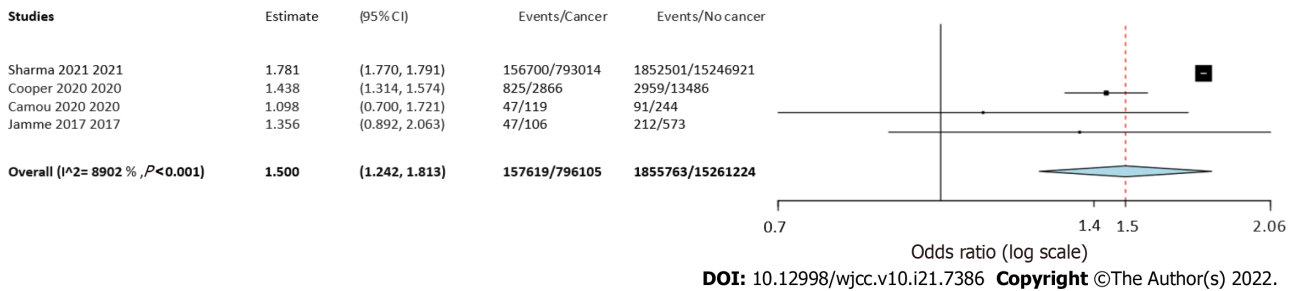 Studies Estimate (95% CI) Events/Cancer Events/No cancer
Sharma 2021 2021 1.781 (1.770, 1.791) 156700/793014 1852501/15246921
Cooper 2020 2020 1.438 (1.314, 1.574) 825/2866 2959/13486
Camou 2020 2020 1.098 (0.700, 1.721) 47/119 91/244
Jamme 2017 2017 1.356 (0.892, 2.063) 47/106 212/573
Overall (I^2= 8902 % ,P<0.001) 1.500 (1.242, 1.813) 157619/796105 1855763/15261224
0.7 1.4 1.5 2.06
Odds ratio (log scale)
DOI: 10.12998/wjcc.v10.i21.7386 Copyright ©The Author(s) 2022.